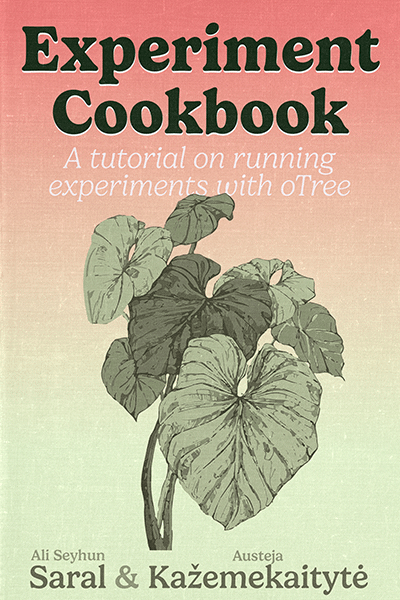 Experiment
Cookbook
A tutorial on running
experiments with oTree
Ali Seyhun
Saral & 
Austeja
Kažemekaitytė